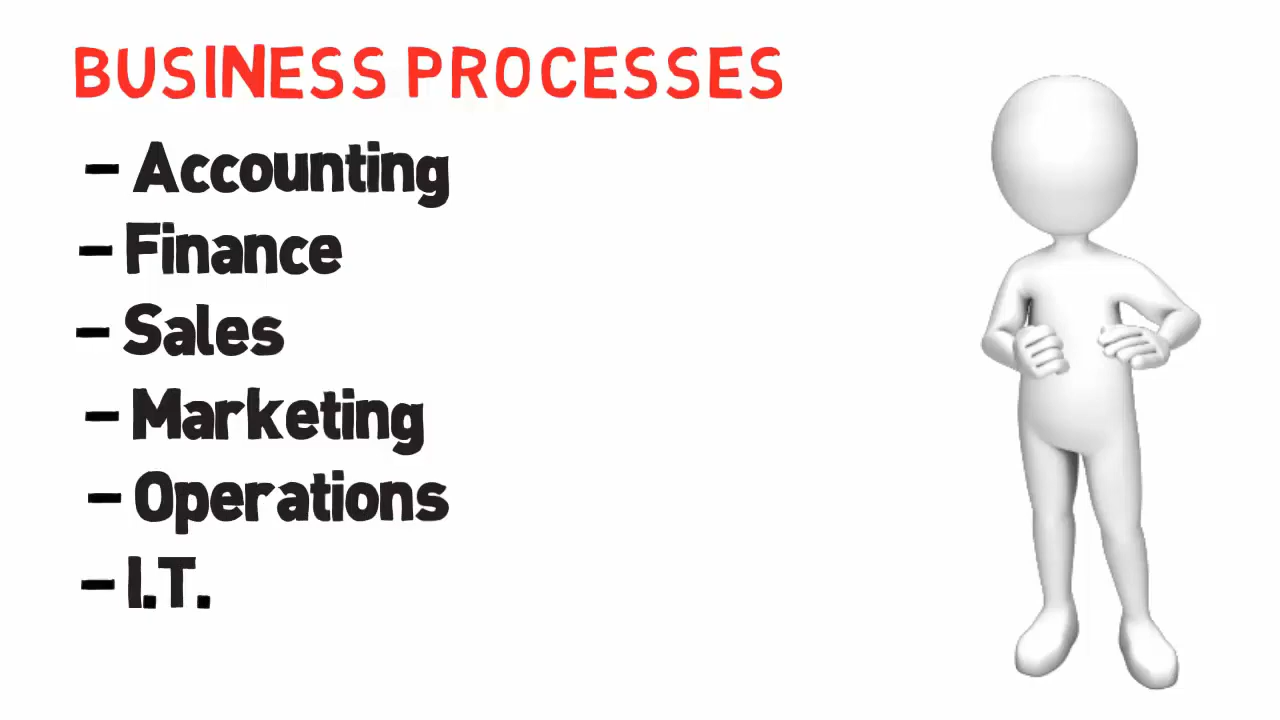 BUSINESS PROCESSES
- Accounting
- Finance
- Sales
- Marketing
- Operations
- I.T.